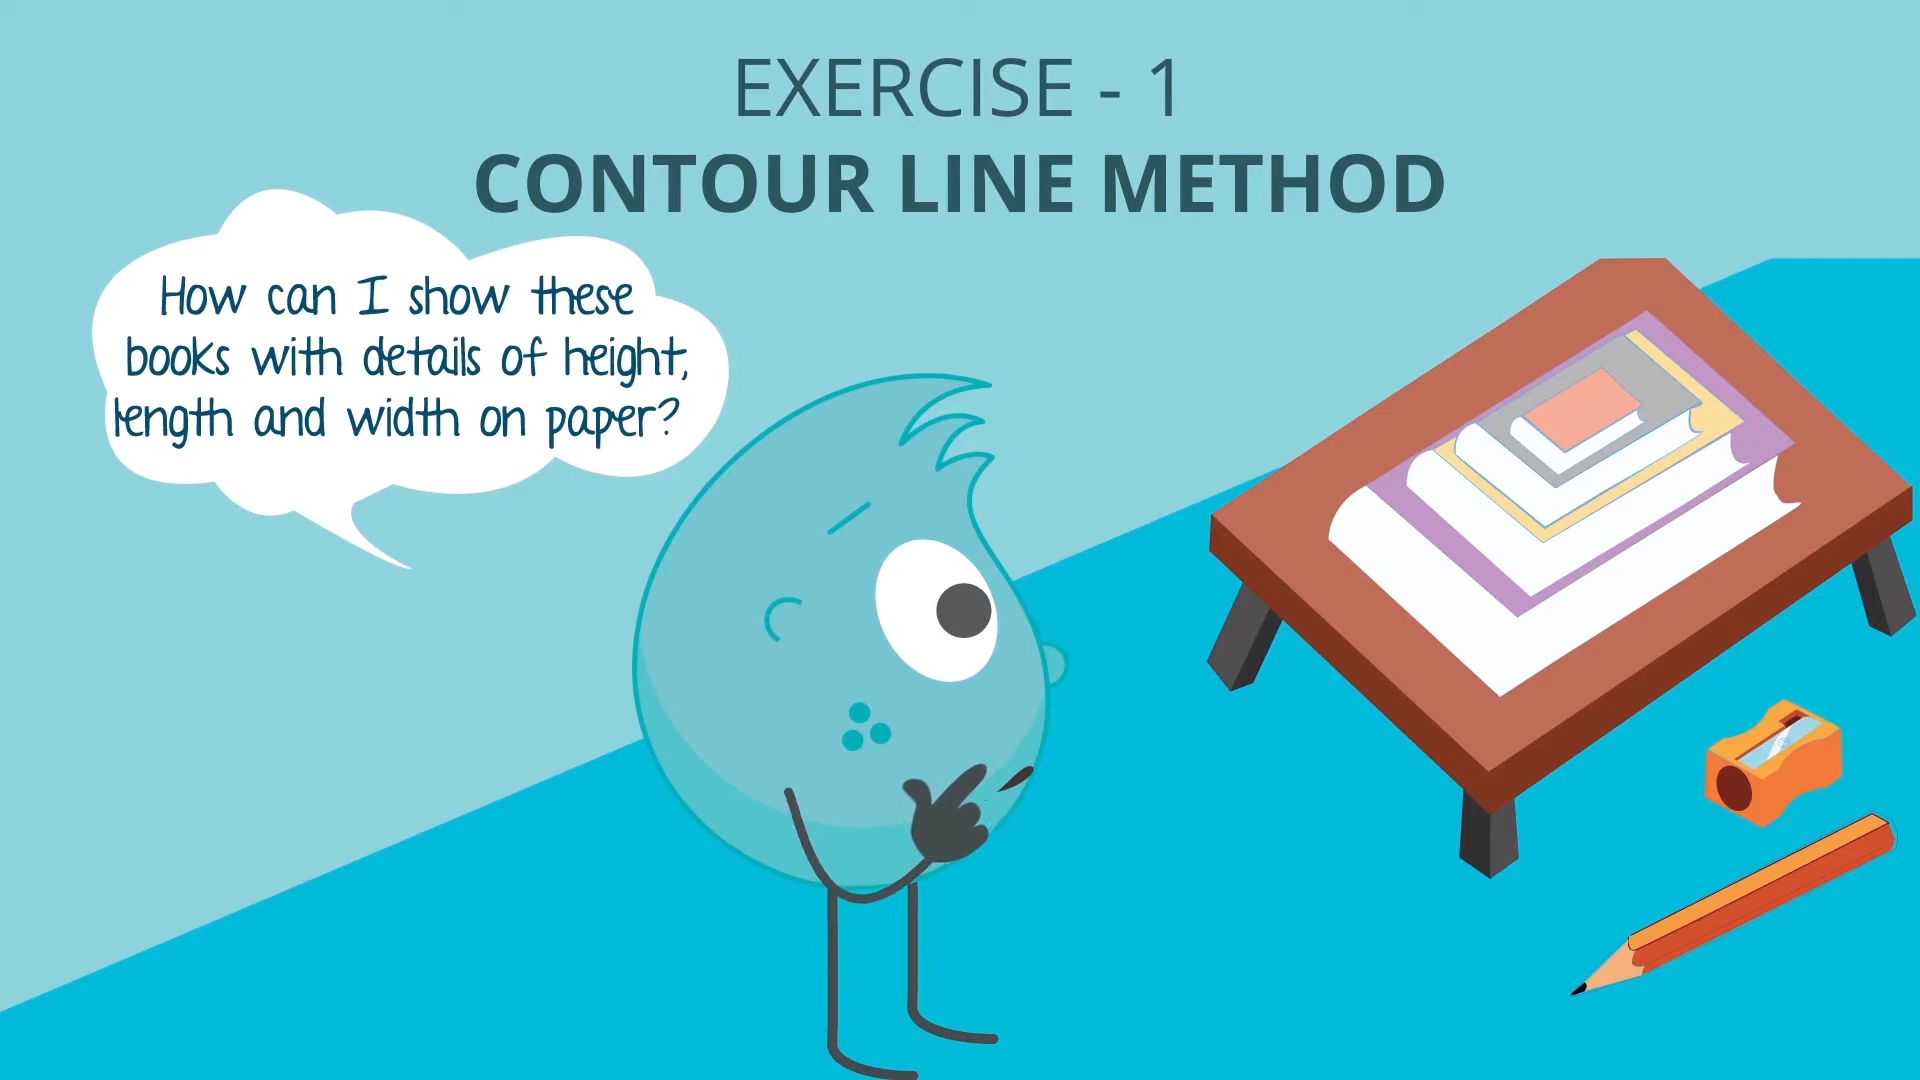 EXERCISE - 1
CONTOUR LINE METHOD
How can I show these
books with details of height,
length and width on paper?